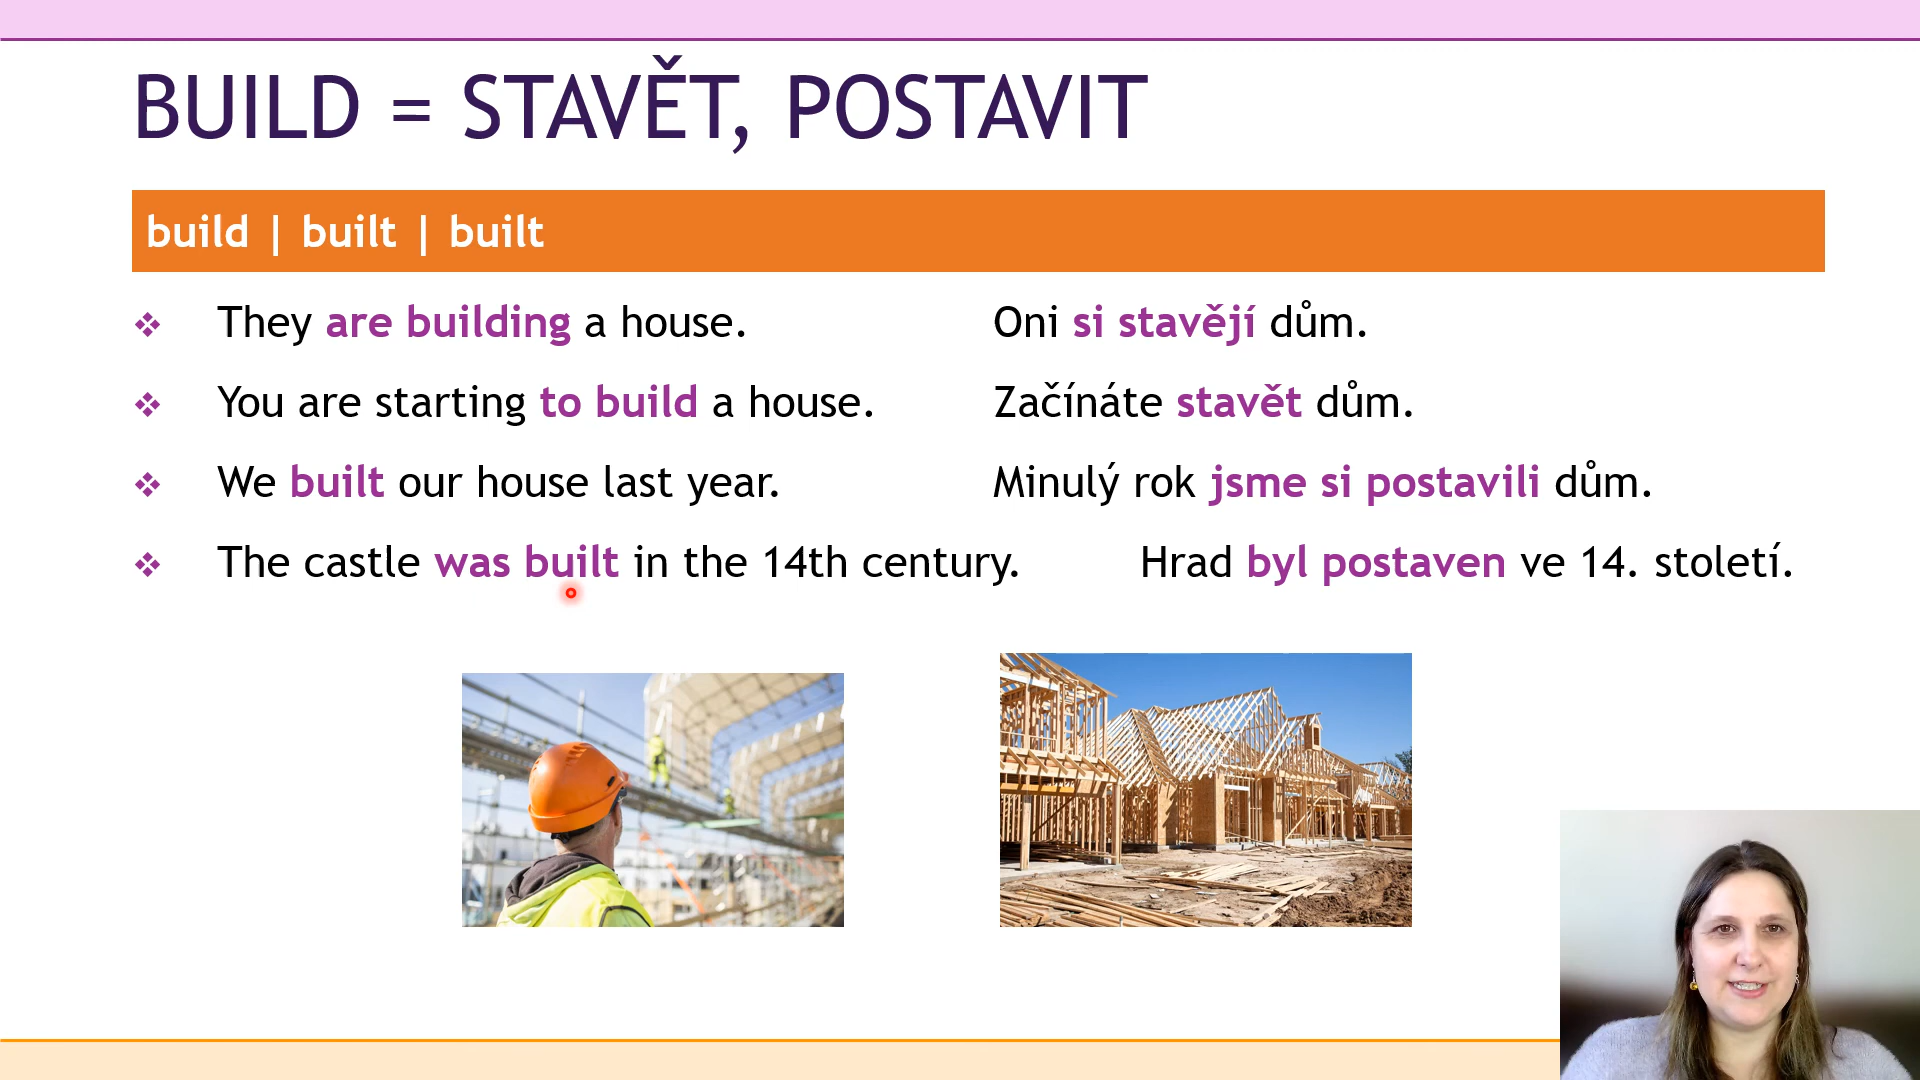 BUILD = STAVĚT, POSTAVIT
build | built | built
They are building a house. Oni si stavějí dům.
You are starting to build a house. Začínáte stavět dům.
We built our house last year. Minulý rok jsme si postavili dům.
The castle was built in the 14th century. Hrad byl postaven ve 14. století.